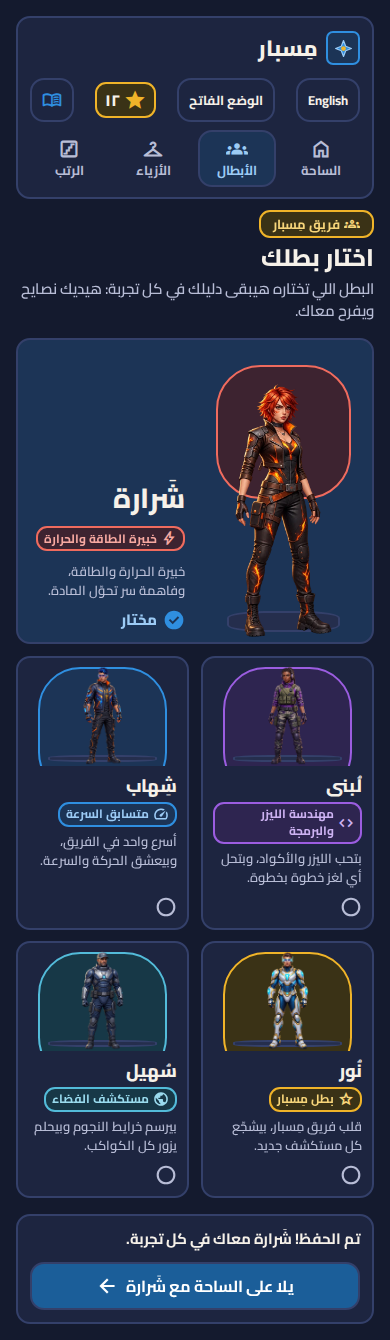 مِسبار
English
الوضع الفاتح
١٢
الساحة
الأبطال
الأزياء
الرتب
فريق مِسبار
اختار بطلك
البطل اللي تختاره هيبقى دليلك في كل تجربة: هيديك نصايح
ويفرح معاك.
شَرارة
خبيرة الطاقة والحرارة
خبيرة الحرارة والطاقة،
وفاهمة سر تحوّل المادة.
مختار
لُبنى
مهندسة الليزر
والبرمجة
بتحب الليزر والأكواد، وبتحل
أي لغز خطوة بخطوة.
شِهاب
متسابق السرعة
أسرع واحد في الفريق،
وبيعشق الحركة والسرعة.
نُور
بطل مِسبار
قلب فريق مِسبار، بيشجّع
كل مستكشف جديد.
سُهيل
مستكشف الفضاء
بيرسم خرايط النجوم وبيحلم
يزور كل الكواكب.
تم الحفظ! شَرارة معاك في كل تجربة.
يلا على الساحة مع شَرارة